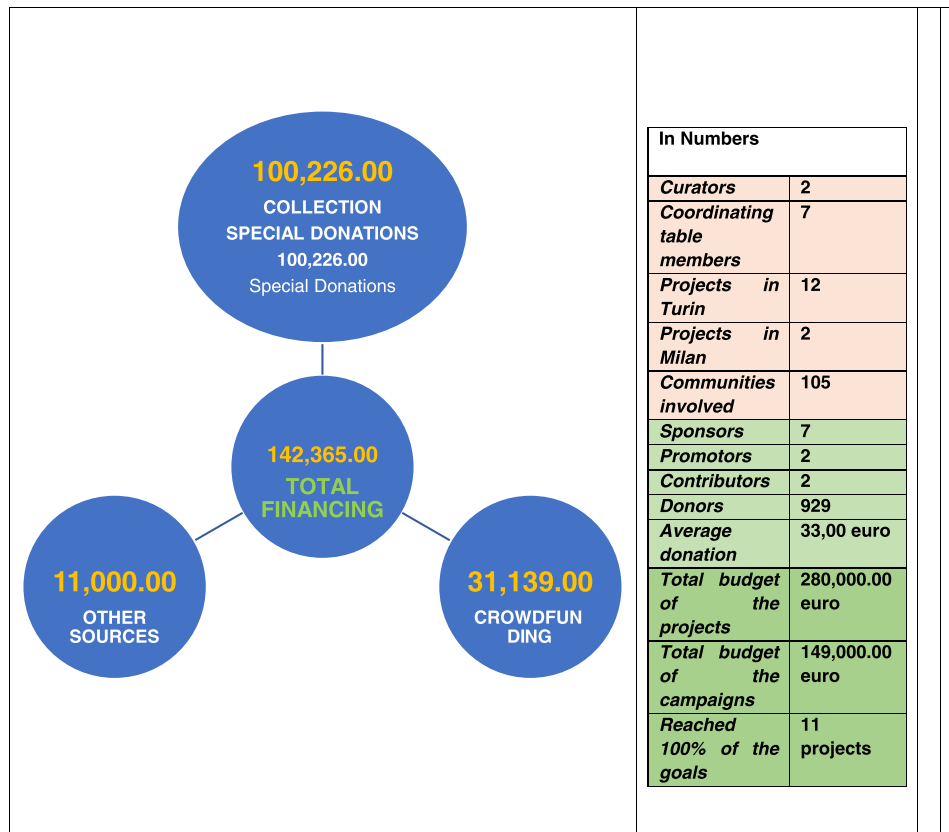 100,226.00
COLLECTION
SPECIAL DONATIONS
100,226.00
Special Donations
142,365.00
TOTAL
FINANCING
11,000.00
OTHER
SOURCES
31,139.00
CROWDFUN
DING
In Numbers
Curators 2
Coordinating 7
table
members
Projects in 12
Turin
Projects in 2
Milan
Communities 105
involved
Sponsors 7
Promotors 2
Contributors 2
Donors 929
Average 33,00 euro
donation
Total budget 280,000.00
of the euro
projects
Total budget 149,000.00
of the euro
campaigns
Reached 11
100% of the projects
goals